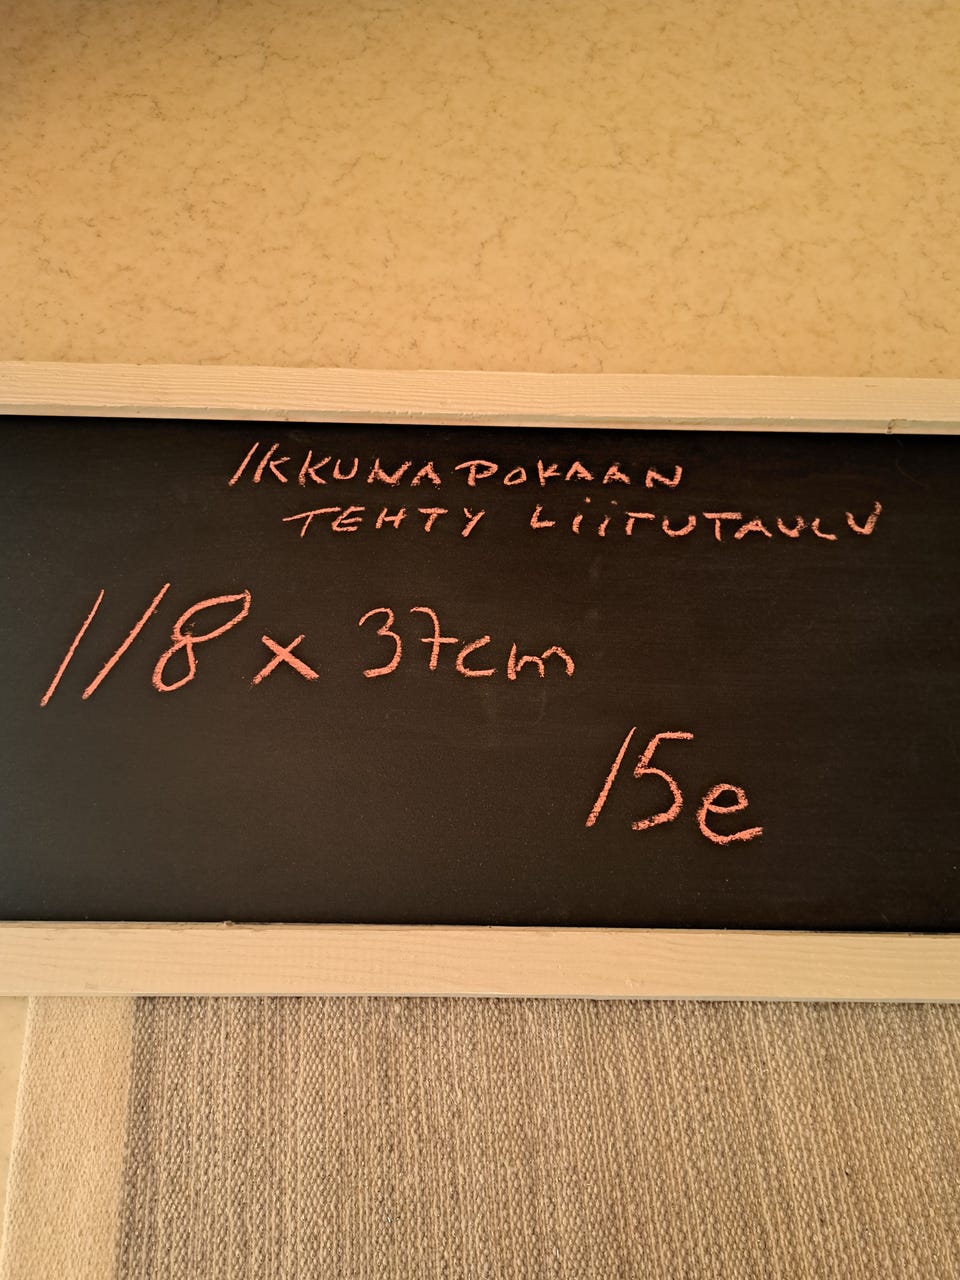 IKKUNAPOKAAN
TEHTY LIITUTAULU
118 x 37cm
15e